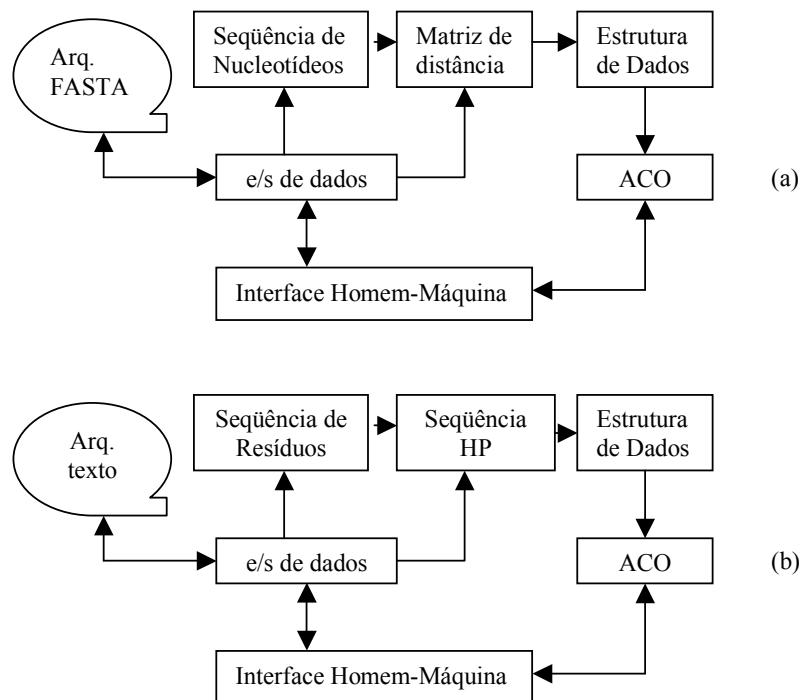 Arq.
FASTA
Seqüência de
Nucleotídeos
Matriz de
distância
Estrutura
de Dados
e/s de dados
ACO
(a)
Interface Homem-Máquina
Arq.
texto
Seqüência de
Resíduos
Seqüência
HP
Estrutura
de Dados
e/s de dados
ACO
(b)
Interface Homem-Máquina